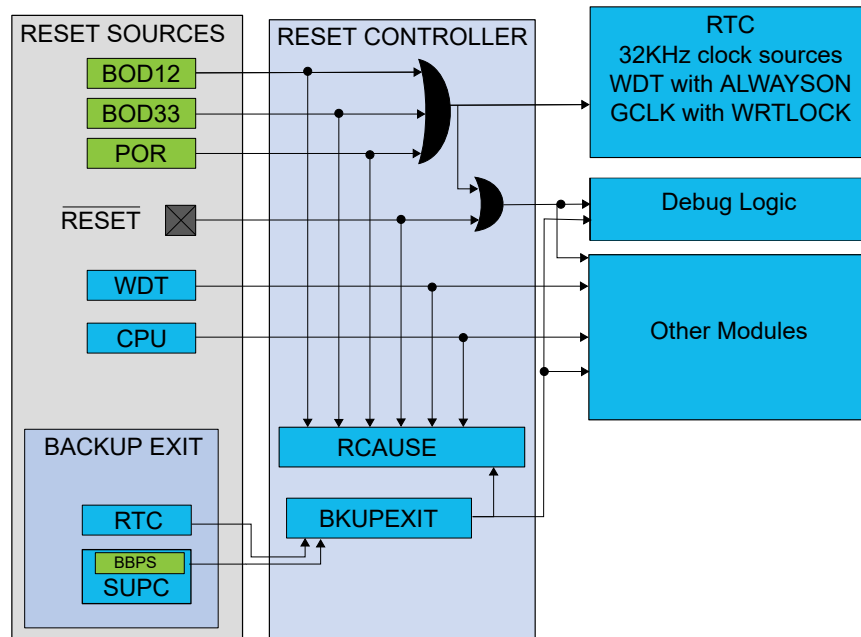 RESET SOURCES
BOD12
BOD33
POR
RESET
WDT
CPU
BACKUP EXIT
RTC
BBPS
SUPC
RESET CONTROLLER
RCAUSE
BKUPEXIT
RTC
32KHz clock sources
WDT with ALWAYSON
GCLK with WRTLOCK
Debug Logic
Other Modules